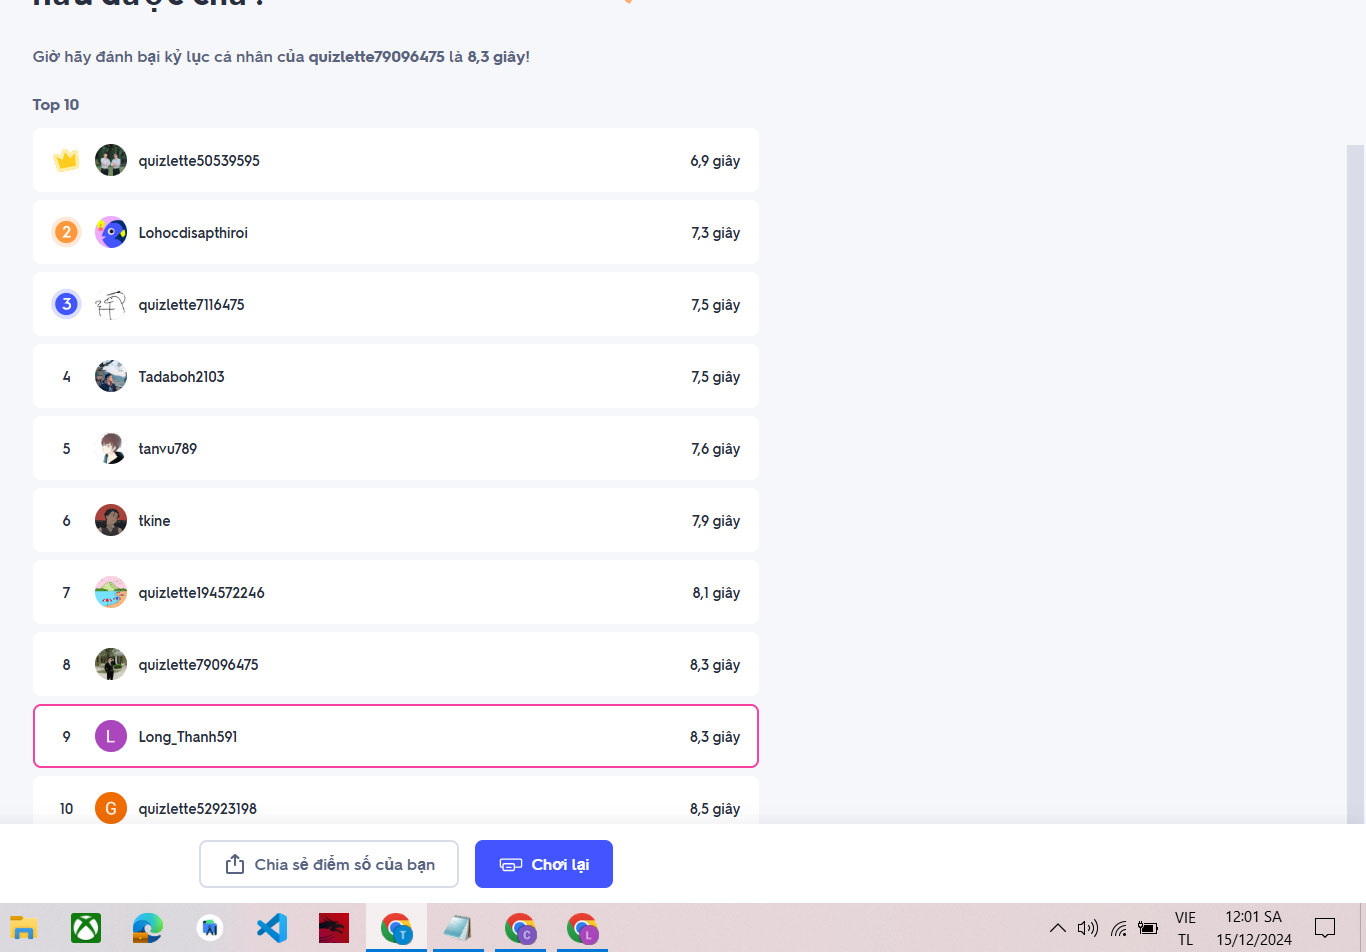 Giờ hãy đánh bại kỷ lục cá nhân của quizlette79096475 là 8,3 giây!
Top 10
quizlette50539595 6,9 giây
2 Lohocdisapthiroi 7,3 giây
3 quizlette7116475 7,5 giây
4 Tadaboh2103 7,5 giây
5 tanvu789 7,6 giây
6 tkine 7,9 giây
7 quizlette194572246 8,1 giây
8 quizlette79096475 8,3 giây
9 L Long_Thanh591 8,3 giây
10 G quizlette52923198 8,5 giây
Chia sẻ điểm số của bạn
Chơi lại
T
C
L
VIE
TL
12:01 SA
15/12/2024